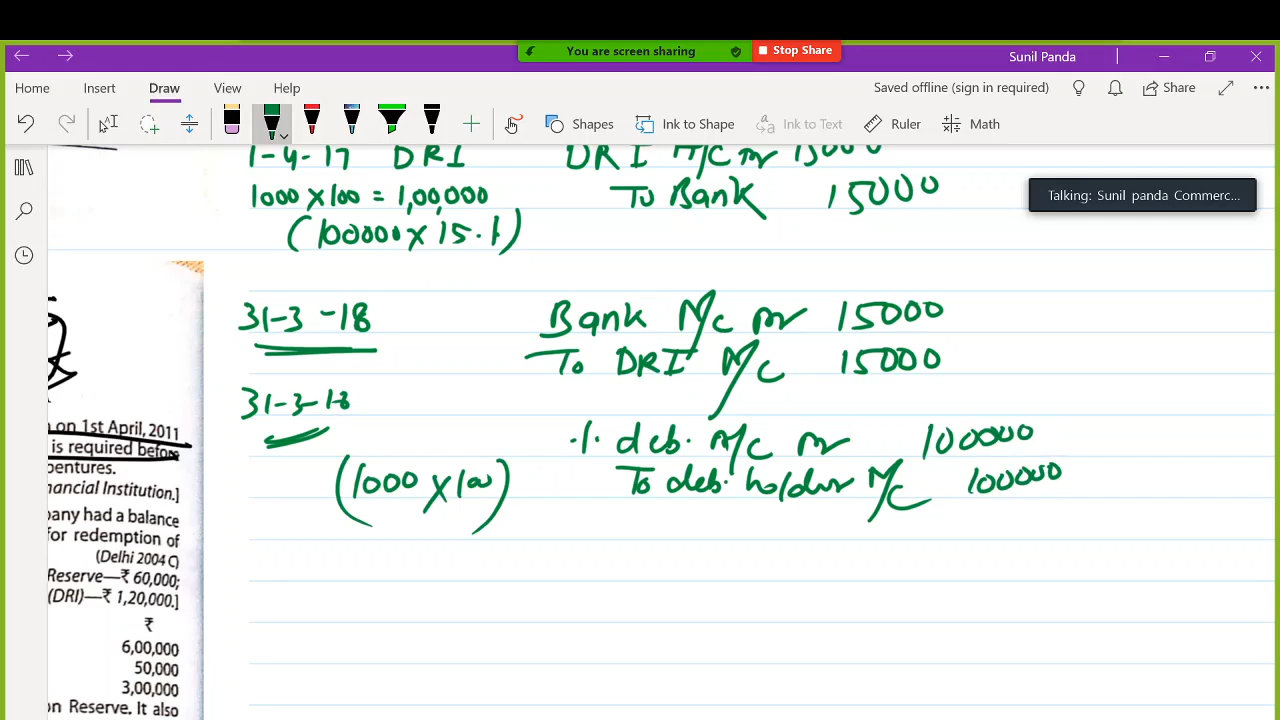 You are screen sharing
Stop Share
Sunil Panda
Home Insert Draw View Help
Saved offline (sign in required)
Share
Shapes
Ink to Shape
Ink to Text
Ruler
Math
Talking: Sunil panda Commerc...
1-4-17 DRI DRI A/C Dr 15000
1000 x 100 = 1,00,000 To Bank 15000
(100000 x 15.1)
31-3-18 Bank A/C Dr 15000
To DRI A/C 15000
31-3-18
.1. deb. A/C Dr 100000
(1000 x 100) To deb. holder A/C 100000
on 1st April, 2011
is required before
pentures.
nancial Institution.]
pany had a balance
for redemption of
(Delhi 2004 C)
Reserve—₹ 60,000;
(DRI)—₹ 1,20,000.]
₹
6,00,000
50,000
3,00,000
on Reserve. It also